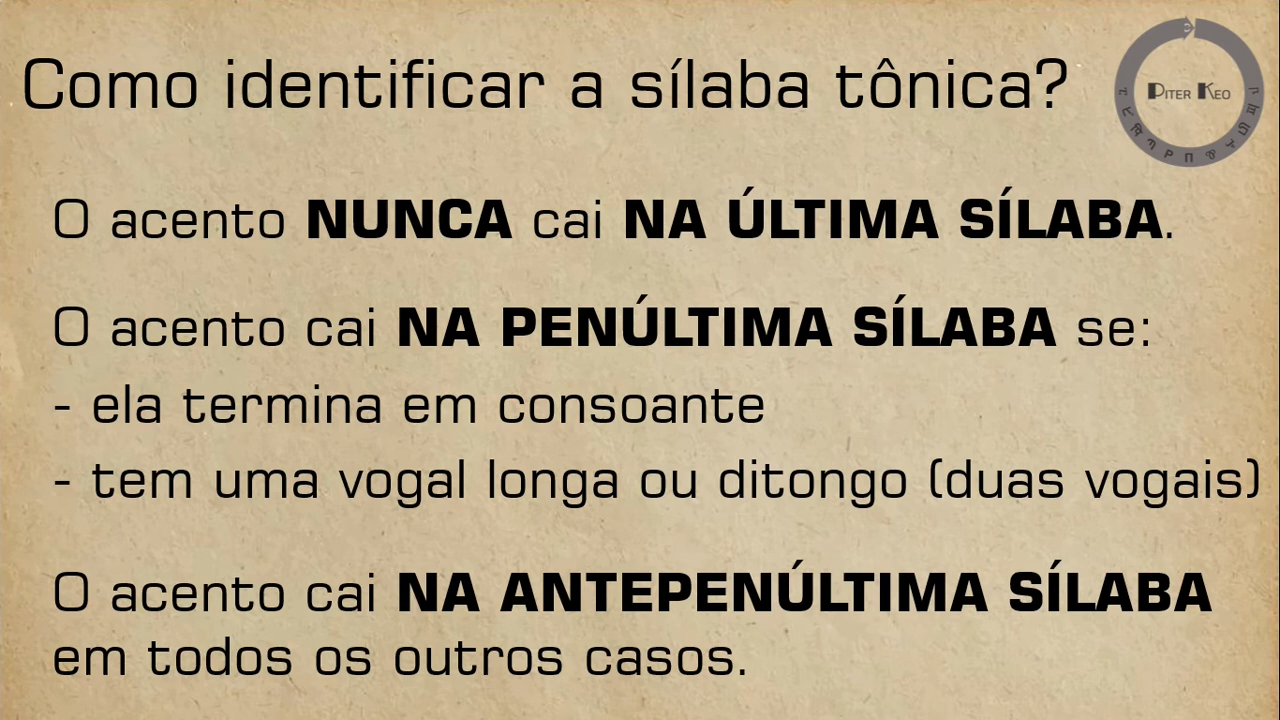 Como identificar a sílaba tônica?
PITER KEO
O acento NUNCA cai NA ÚLTIMA SÍLABA.
O acento cai NA PENÚLTIMA SÍLABA se:
- ela termina em consoante
- tem uma vogal longa ou ditongo (duas vogais)
O acento cai NA ANTEPENÚLTIMA SÍLABA
em todos os outros casos.